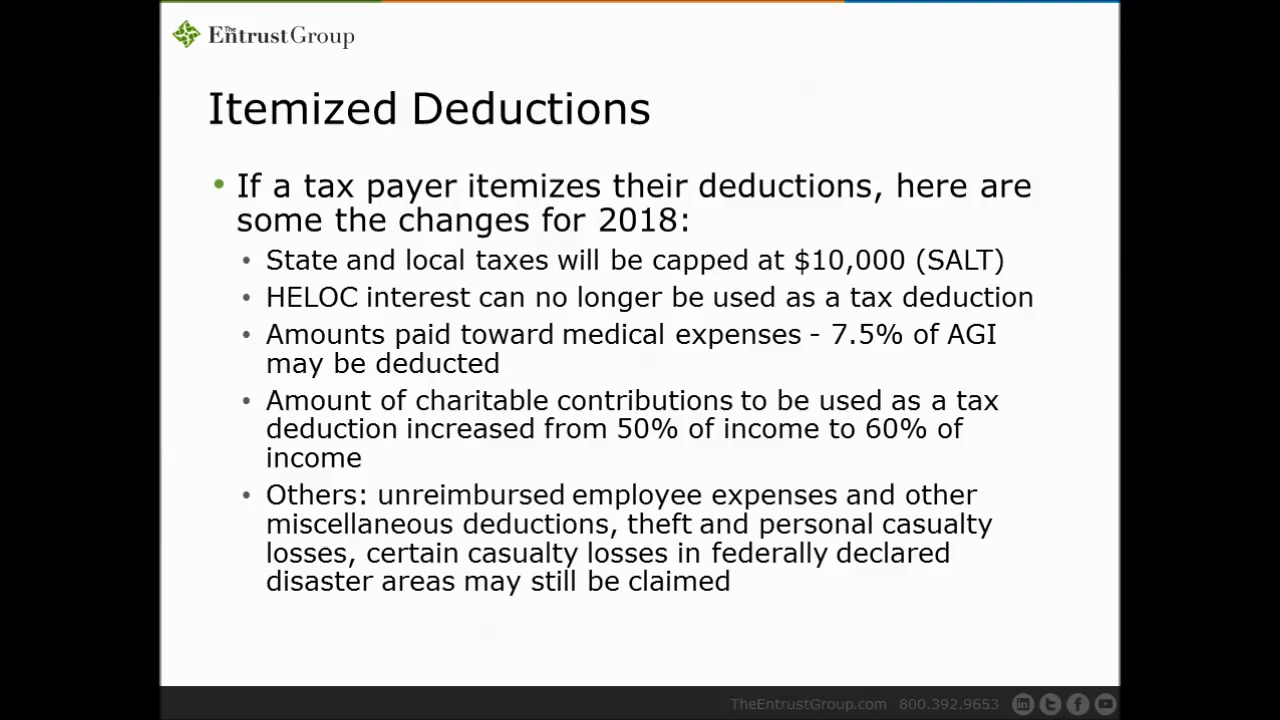 The EntrustGroup
Itemized Deductions
• If a tax payer itemizes their deductions, here are
some the changes for 2018:
• State and local taxes will be capped at $10,000 (SALT)
• HELOC interest can no longer be used as a tax deduction
• Amounts paid toward medical expenses - 7.5% of AGI
may be deducted
• Amount of charitable contributions to be used as a tax
deduction increased from 50% of income to 60% of
income
• Others: unreimbursed employee expenses and other
miscellaneous deductions, theft and personal casualty
losses, certain casualty losses in federally declared
disaster areas may still be claimed
TheEntrustGroup.com 800.392.9653